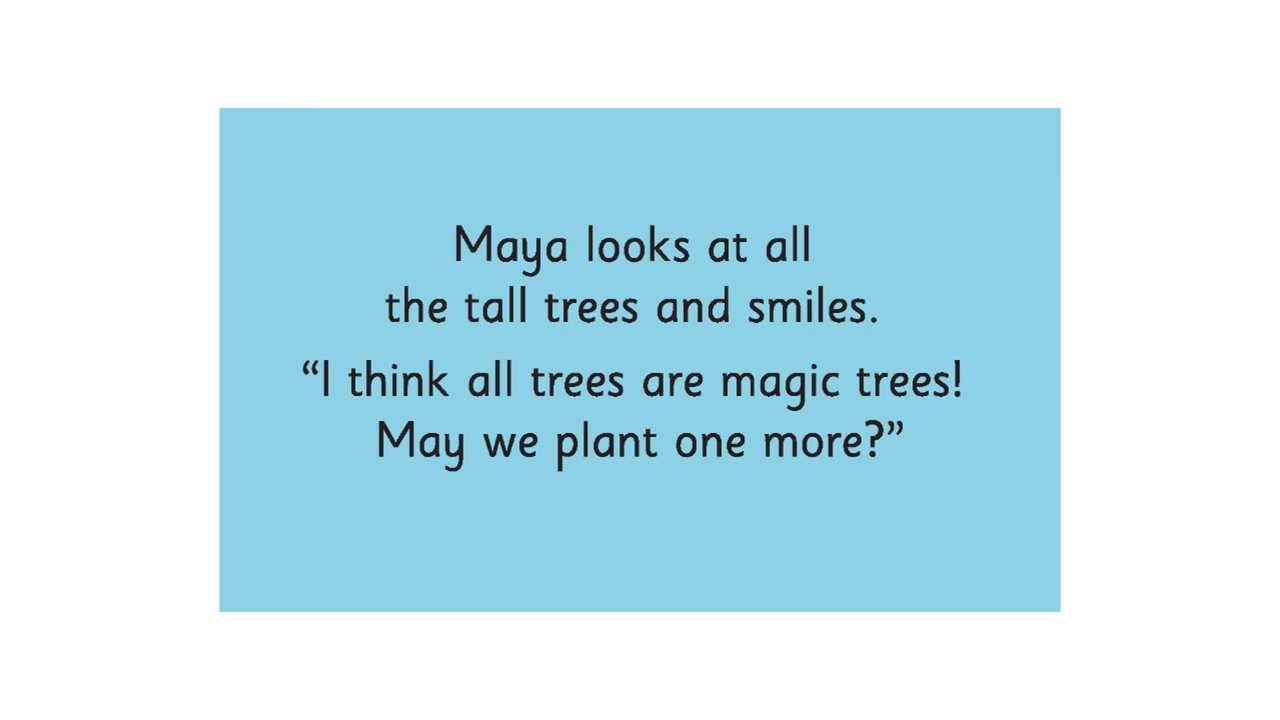 Maya looks at all
the tall trees and smiles.
“I think all trees are magic trees!
May we plant one more?”